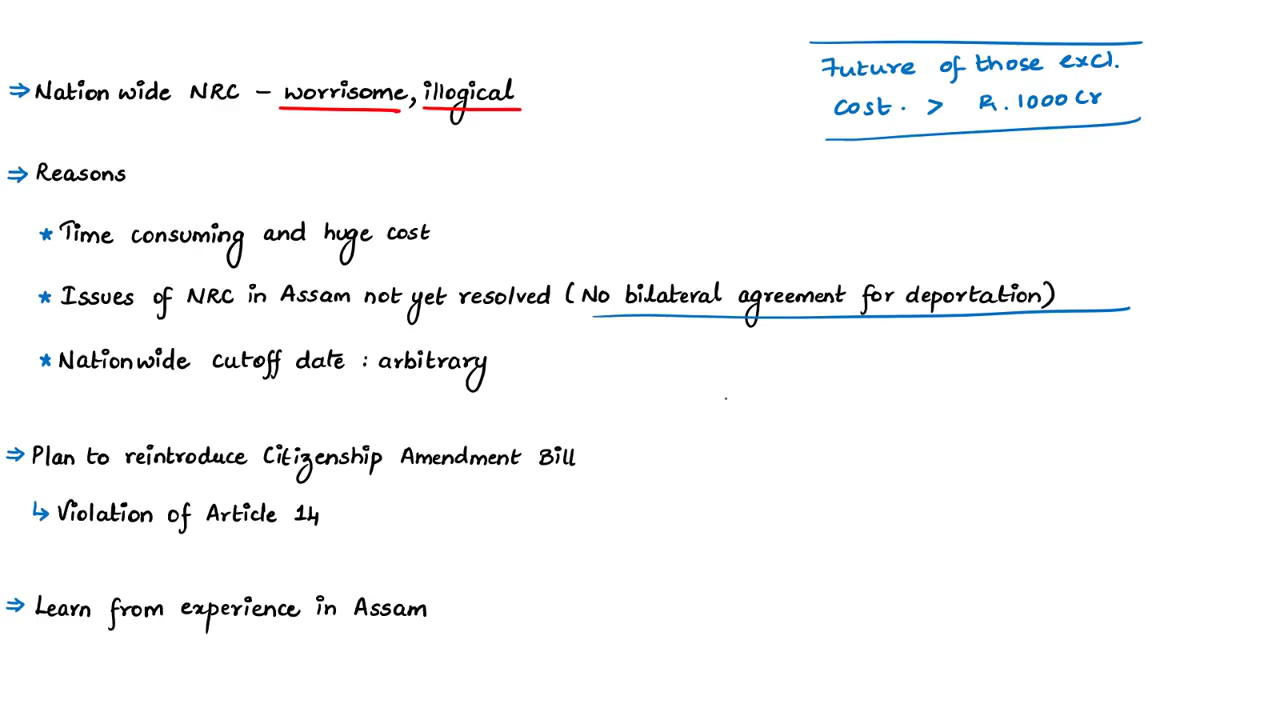 ⇒ Nation wide NRC - worrisome, illogical
Future of those excl.
cost. > R. 1000 Cr
⇒ Reasons
* Time consuming and huge cost
* Issues of NRC in Assam not yet resolved (No bilateral agreement for deportation)
* Nationwide cutoff date : arbitrary
⇒ Plan to reintroduce Citizenship Amendment Bill
↳ Violation of Article 14
⇒ Learn from experience in Assam